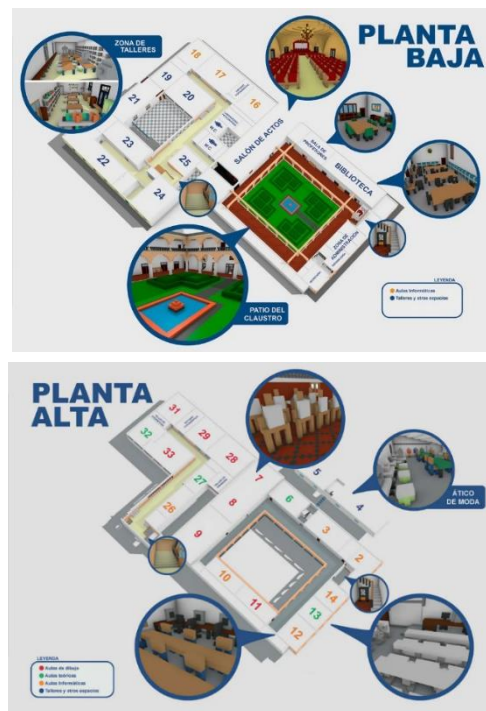 ZONA DE
TALLERES
PLANTA
BAJA
18
17
19
16
20
21
23
22
25
24
SALÓN DE ACTOS
SALA DE
PROFESORES
BIBLIOTECA
ZONA DE
ADMINISTRACIÓN
PATIO DEL
CLAUSTRO
LEYENDA
Aulas Informáticas
Talleres y otros espacios
PLANTA
ALTA
31
32
29
33
28
27
26
7
5
6
4
8
3
9
2
10
11
14
13
12
ÁTICO
DE MODA
LEYENDA
Aulas de dibujo
Aulas teóricas
Aulas Informáticas
Talleres y otros espacios